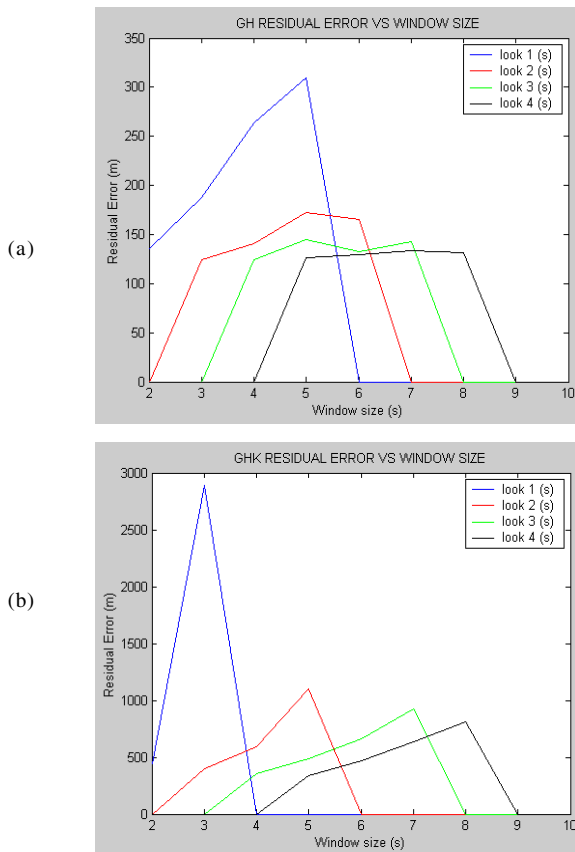 (a)
GH RESIDUAL ERROR VS WINDOW SIZE
look 1 (s)
look 2 (s)
look 3 (s)
look 4 (s)
Residual Error (m)
350
300
250
200
150
100
50
0
2 3 4 5 6 7 8 9 10
Window size (s)
(b)
GHK RESIDUAL ERROR VS WINDOW SIZE
look 1 (s)
look 2 (s)
look 3 (s)
look 4 (s)
Residual Error (m)
3000
2500
2000
1500
1000
500
0
2 3 4 5 6 7 8 9 10
Window size (s)